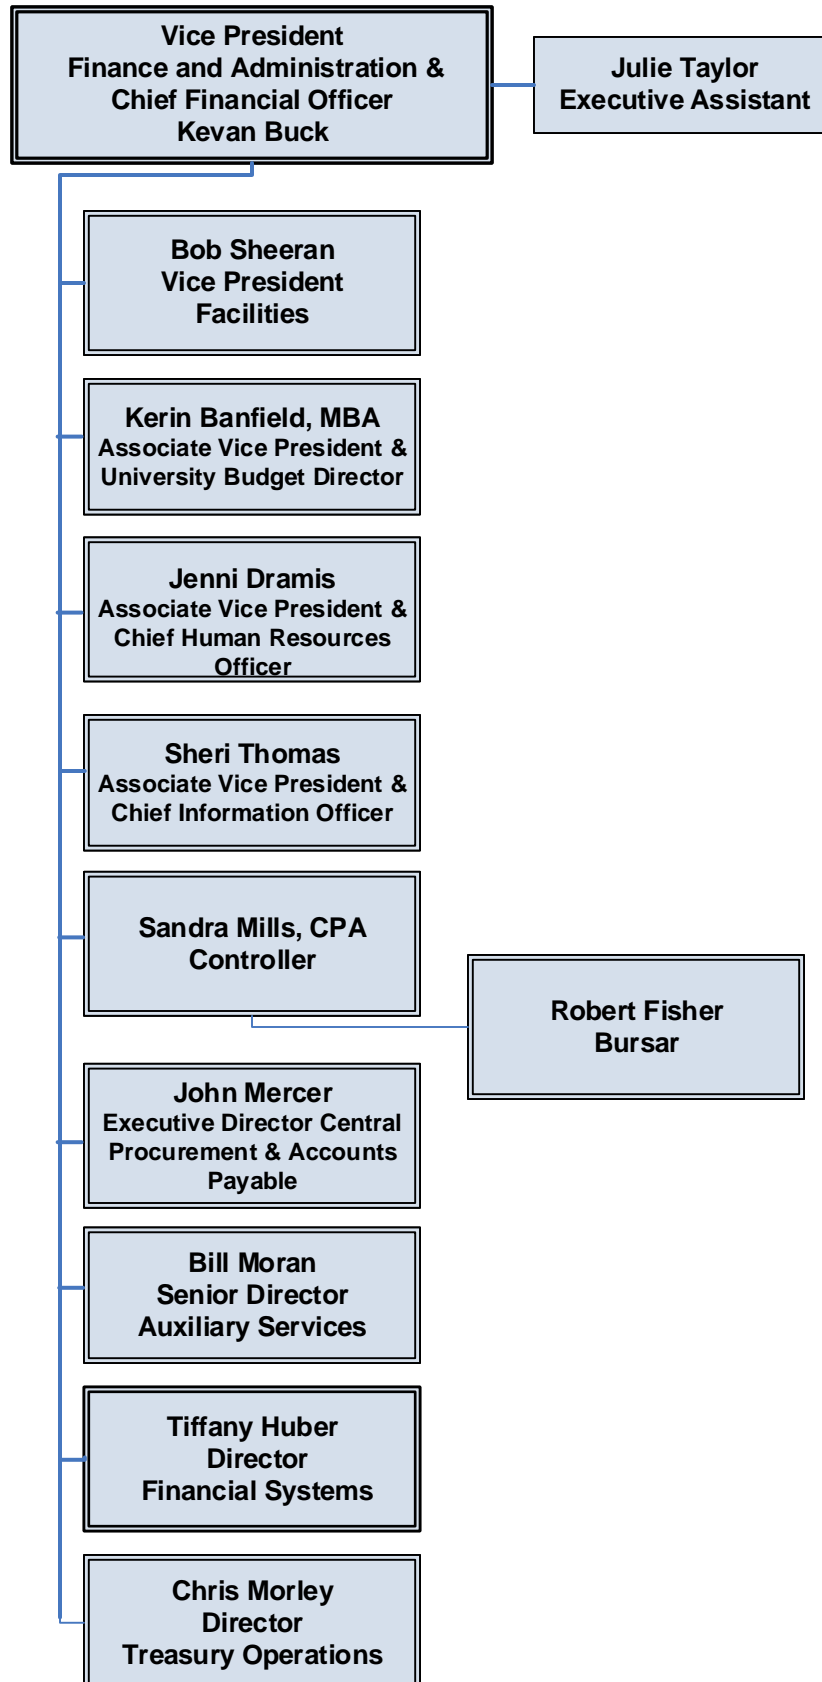 Vice President
Finance and Administration &
Chief Financial Officer
Kevan Buck
Julie Taylor
Executive Assistant
Bob Sheeran
Vice President
Facilities
Kerin Banfield, MBA
Associate Vice President &
University Budget Director
Jenni Dramis
Associate Vice President &
Chief Human Resources
Officer
Sheri Thomas
Associate Vice President &
Chief Information Officer
Sandra Mills, CPA
Controller
Robert Fisher
Bursar
John Mercer
Executive Director Central
Procurement & Accounts
Payable
Bill Moran
Senior Director
Auxiliary Services
Tiffany Huber
Director
Financial Systems
Chris Morley
Director
Treasury Operations